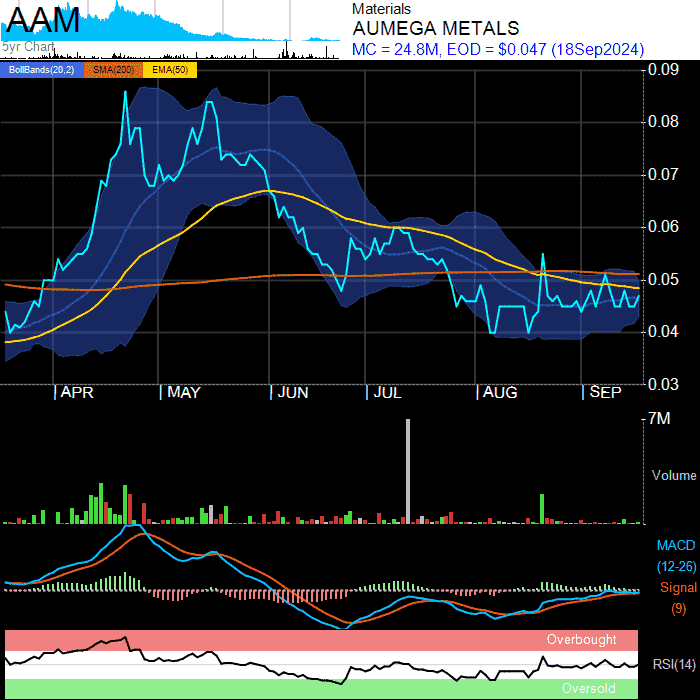 AAM
5yr Chart
Materials
AUMEGA METALS
MC = 24.8M, EOD = $0.047 (18Sep2024)
BollBands(20,2) SMA(200) EMA(50)
0.09
0.08
0.07
0.06
0.05
0.04
0.03
APR MAY JUN JUL AUG SEP
7M
Volume
MACD
(12-26)
Signal
(9)
Overbought
RSI(14)
Oversold